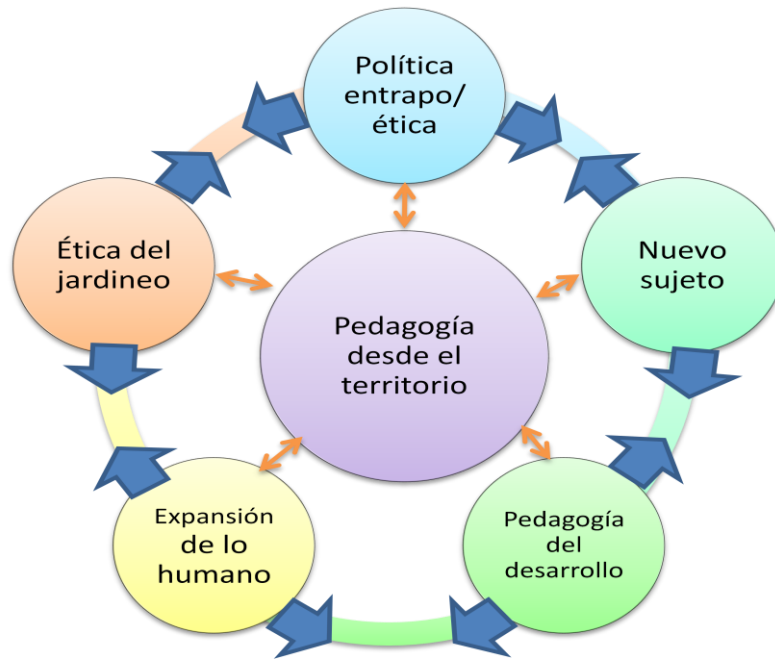 Política
entrapo/
ética
Ética del
jardineo
Nuevo
sujeto
Pedagogía
desde el
territorio
Expansión
de lo
humano
Pedagogía
del
desarrollo